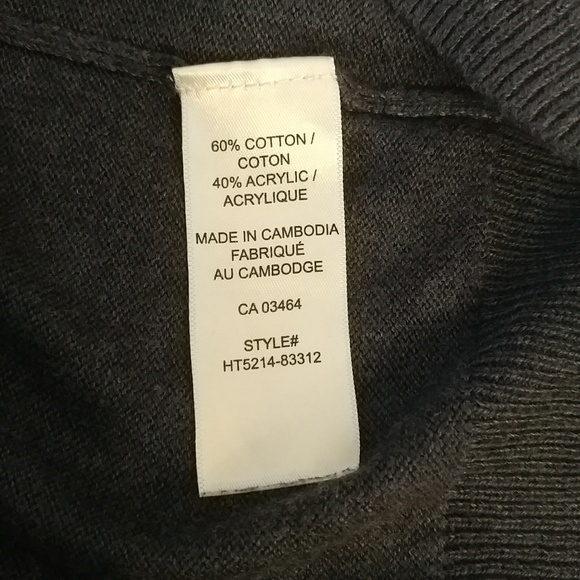 60% COTTON /
COTON
40% ACRYLIC /
ACRYLIQUE
MADE IN CAMBODIA
FABRIQUÉ
AU CAMBODGE
CA 03464
STYLE#
HT5214-83312